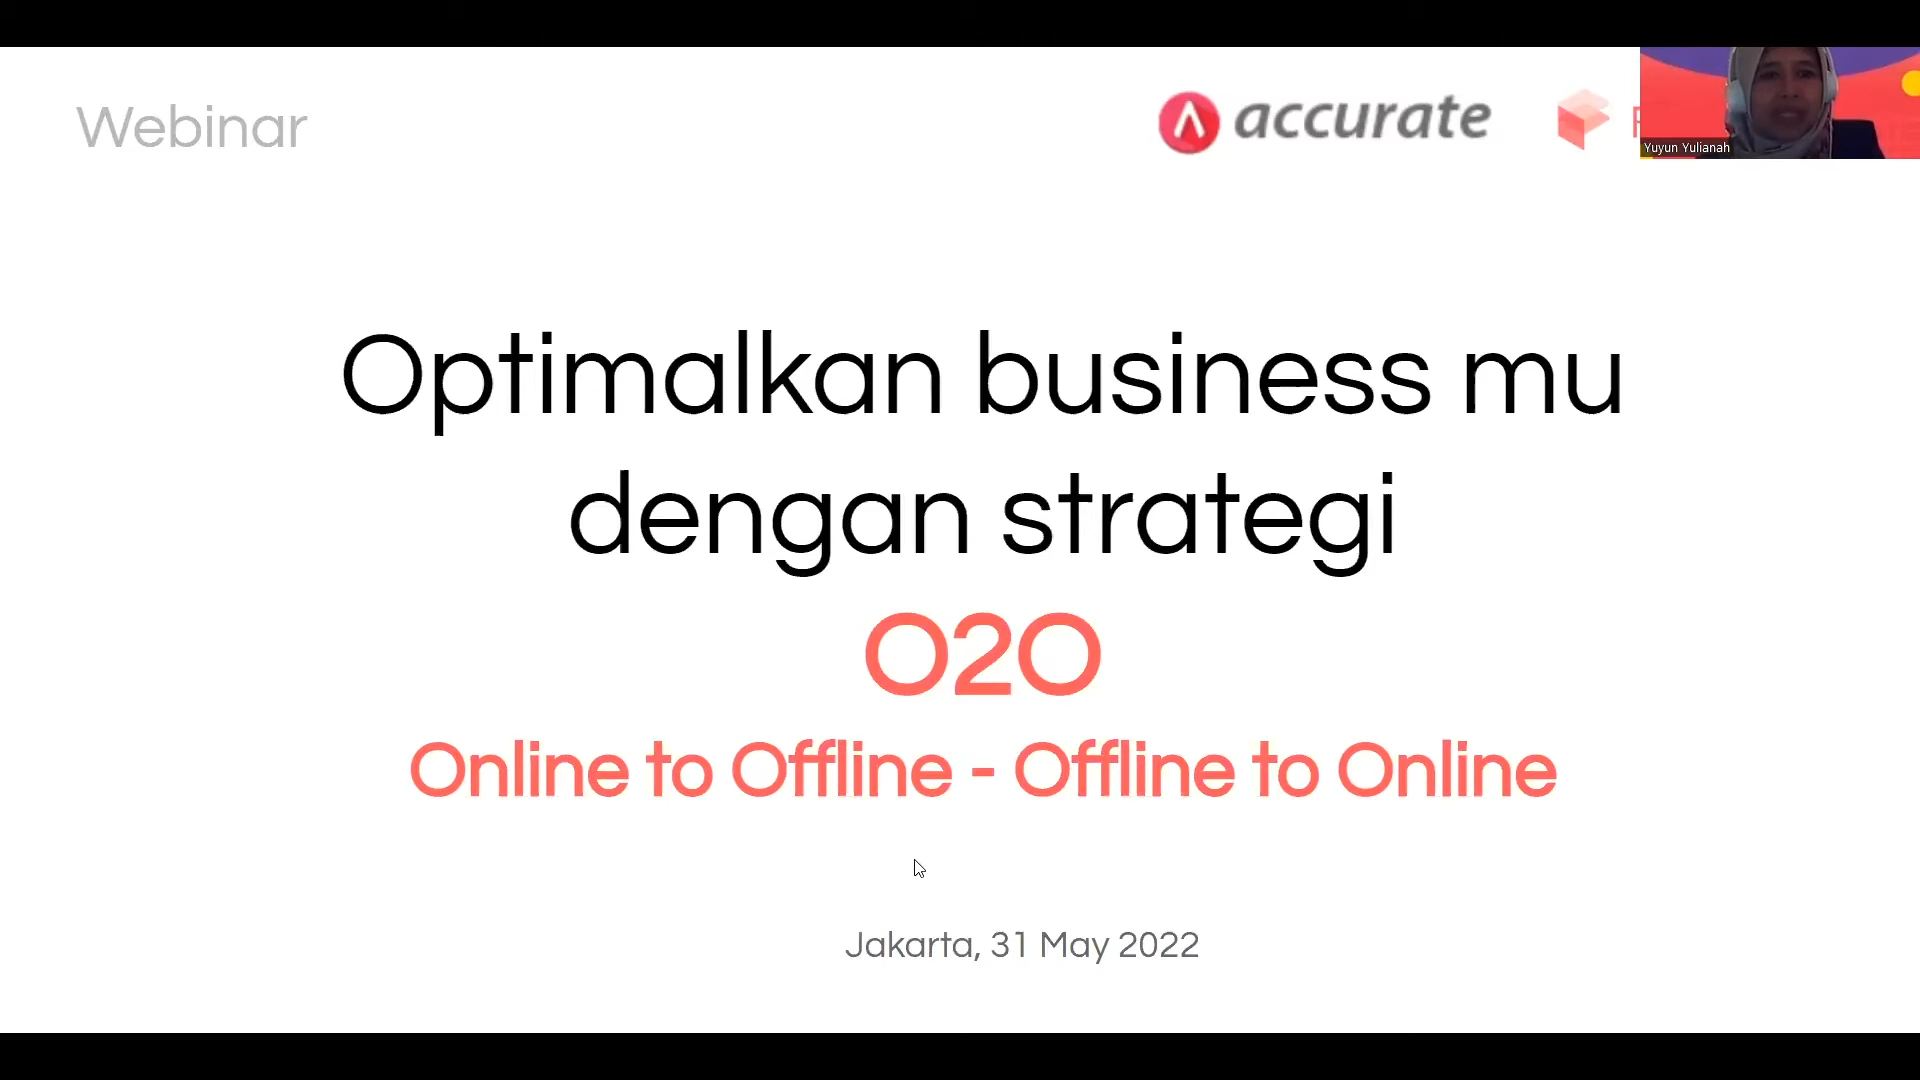 Webinar
accurate
Yuyun Yulianah
Optimalkan business mu
dengan strategi
O2O
Online to Offline - Offline to Online
Jakarta, 31 May 2022